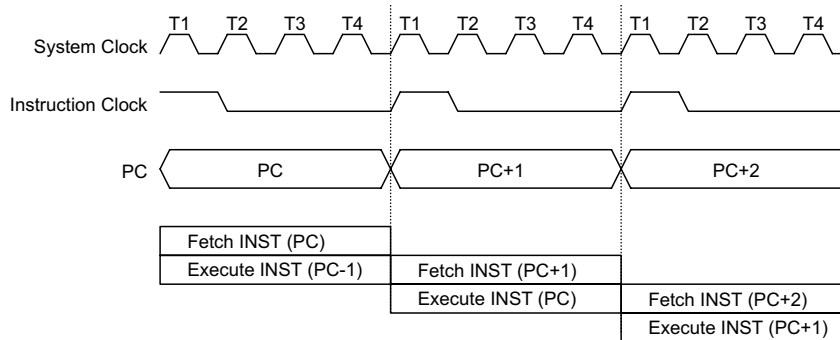 T1 T2 T3 T4 T1 T2 T3 T4 T1 T2 T3 T4
System Clock
Instruction Clock
PC PC PC+1 PC+2
Fetch INST (PC)
Execute INST (PC-1) Fetch INST (PC+1)
Execute INST (PC) Fetch INST (PC+2)
Execute INST (PC+1)